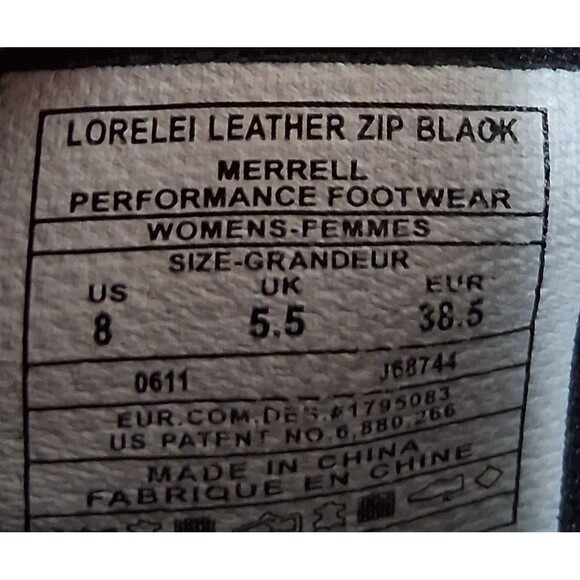 LORELEI LEATHER ZIP BLACK
MERRELL
PERFORMANCE FOOTWEAR
WOMENS-FEMMES
SIZE-GRANDEUR
US UK EUR
8 5.5 38.5
0611 J68744
EUR.COM.DES.#1795083
US PATENT NO.6,880,266
MADE IN CHINA
FABRIQUE EN CHINE